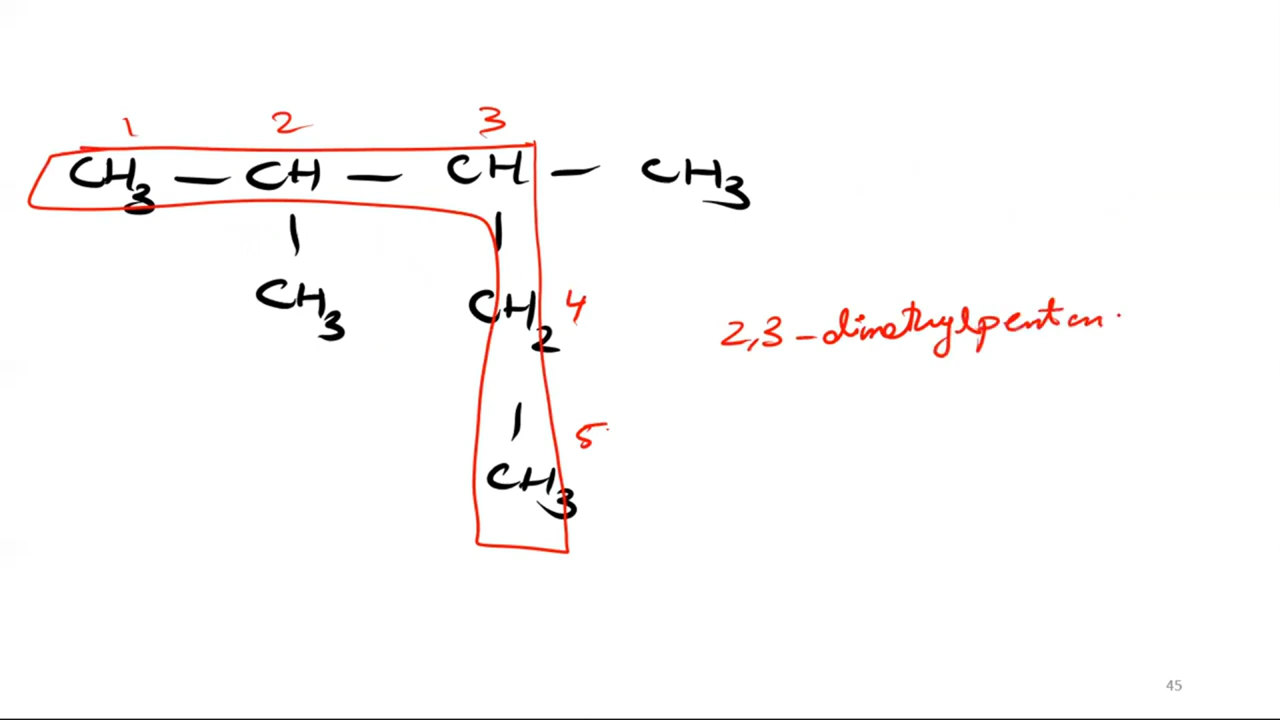 1 2 3
CH3 — CH — CH — CH3
| |
CH3 CH2 4
2,3-dimethylpentan
| 5
CH3
45